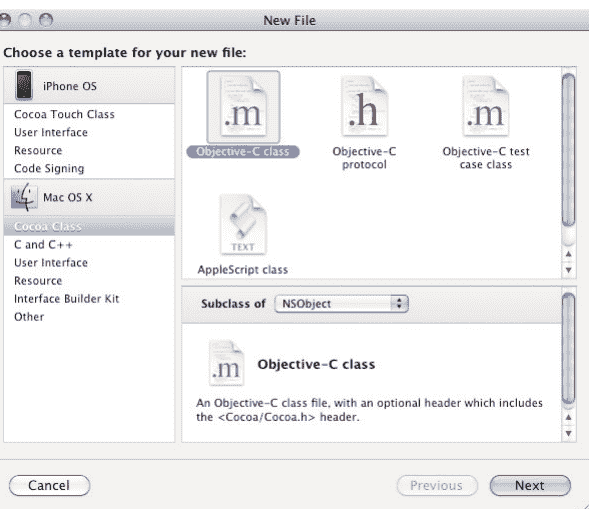 New File
Choose a template for your new file:
iPhone OS
Cocoa Touch Class
User Interface
Resource
Code Signing
Mac OS X
Cocoa Class
C and C++
User Interface
Resource
Interface Builder Kit
Other
.m
Objective-C class
.h
Objective-C
protocol
.m
Objective-C test
case class
TEXT
AppleScript class
Subclass of NSObject
.m
Objective-C class
An Objective-C class file, with an optional header which includes
the <Cocoa/Cocoa.h> header.
Cancel
Previous
Next